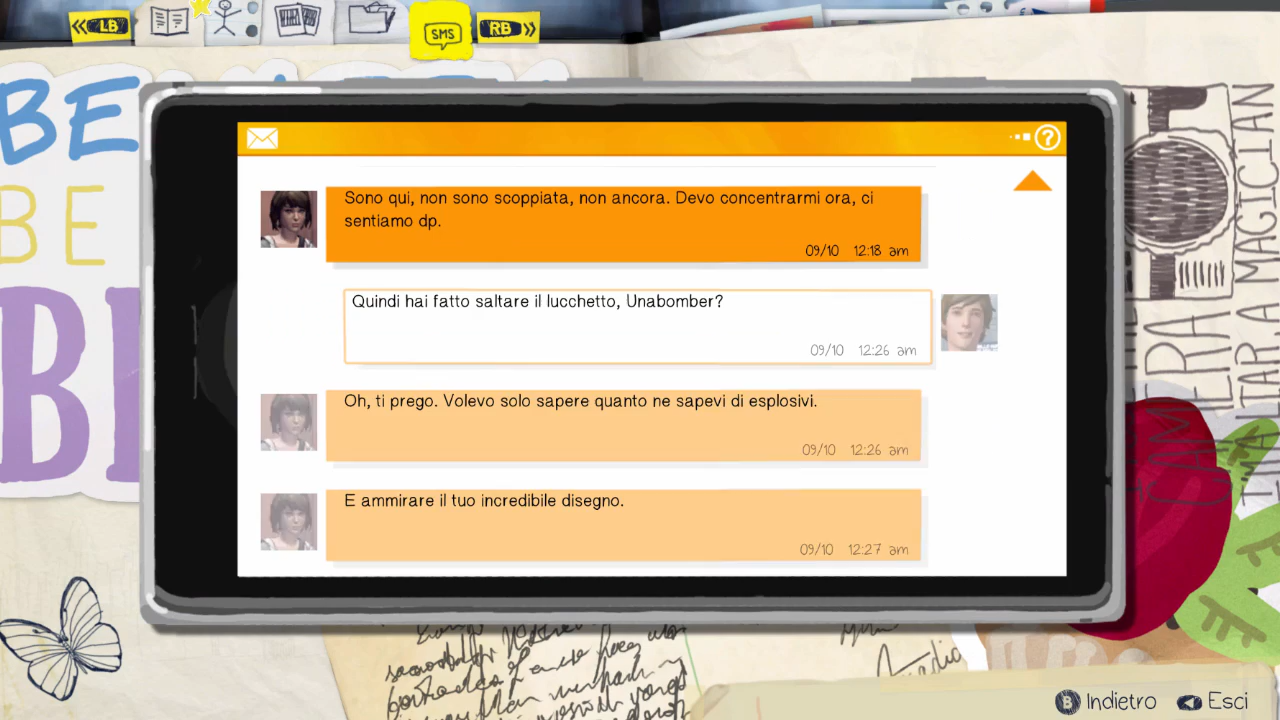 LB
SMS
RB
BE
BE
Sono qui, non sono scoppiata, non ancora. Devo concentrarmi ora, ci
sentiamo dp.
09/10 12:18 am
Quindi hai fatto saltare il lucchetto, Unabomber?
09/10 12:26 am
Oh, ti prego. Volevo solo sapere quanto ne sapevi di esplosivi.
09/10 12:26 am
E ammirare il tuo incredibile disegno.
09/10 12:27 am
MAGICIAN
B Indietro
Esci